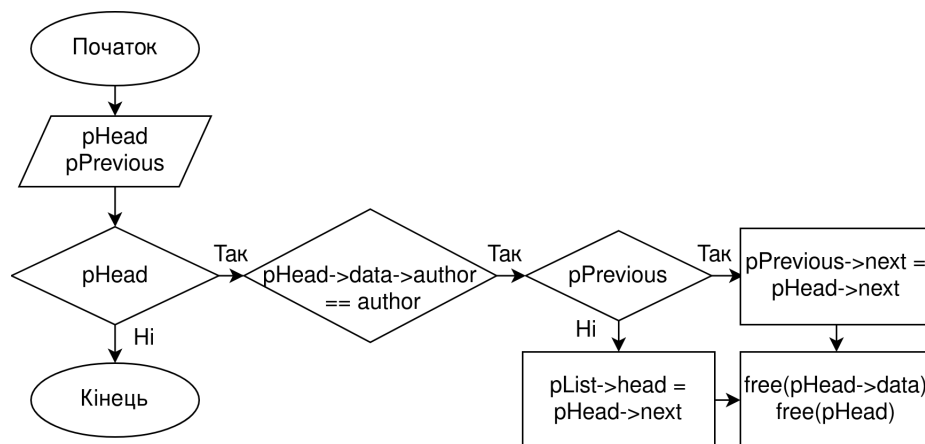 Початок
pHead
pPrevious
pHead
Так
pHead->data->author
== author
Так
pPrevious
Так
pPrevious->next =
pHead->next
Ні
Ні
Кінець
pList->head =
pHead->next
free(pHead->data)
free(pHead)